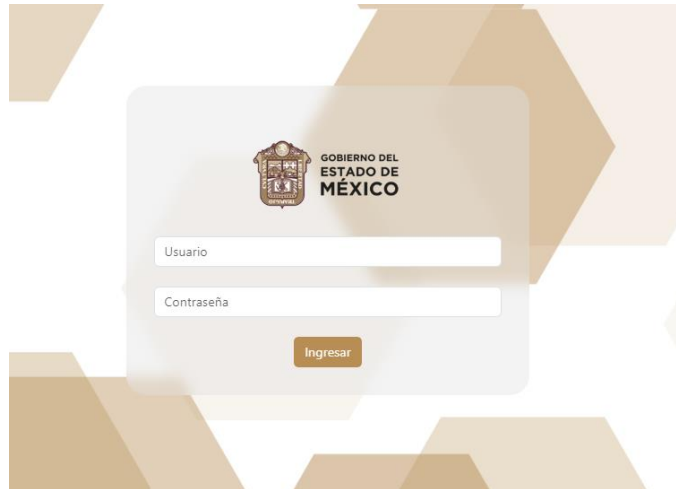 GOBIERNO DEL
ESTADO DE
MÉXICO
Usuario
Contraseña
Ingresar